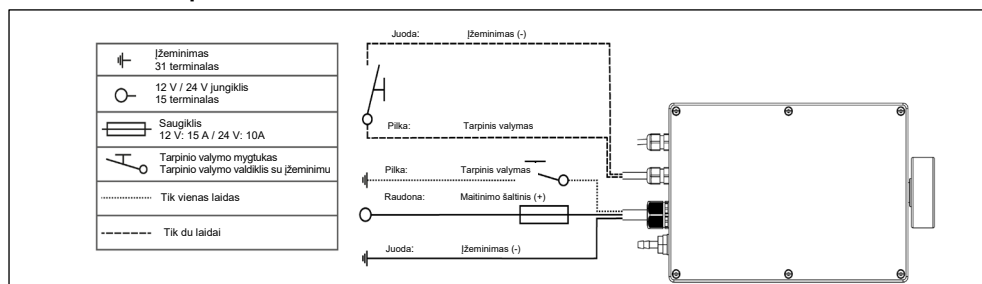 Įžeminimas
31 terminalas
12 V / 24 V jungiklis
15 terminalas
Saugiklis
12 V: 15 A / 24 V: 10A
Tarpinio valymo mygtukas
Tarpinio valymo valdiklis su įžeminimu
Tik vienas laidas
Tik du laidai
Juoda: Įžeminimas (-)
Pilka: Tarpinis valymas
Pilka: Tarpinis valymas
Raudona: Maitinimo šaltinis (+)
Juoda: Įžeminimas (-)